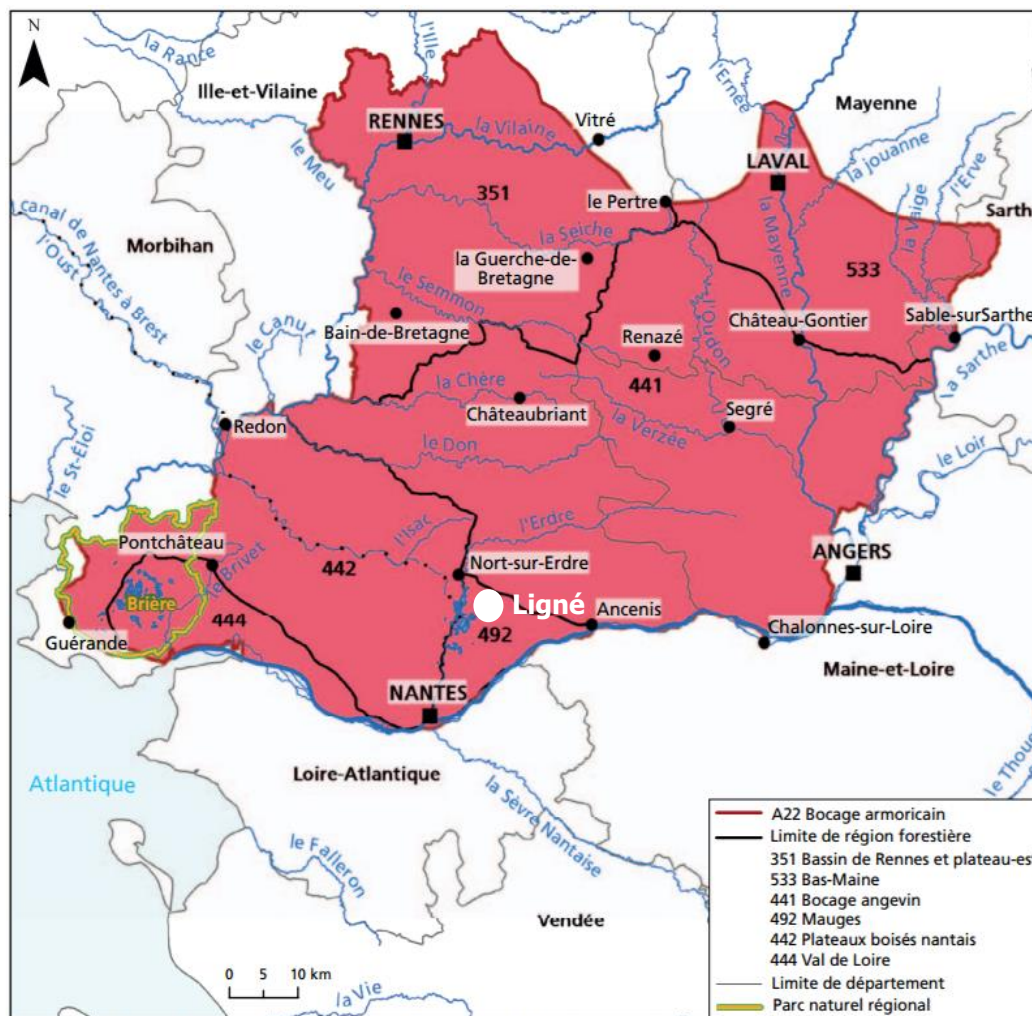 N
la Rance
l'Ille
l'Ernée
Ille-et-Vilaine
Mayenne
RENNES
la Vilaine
Vitré
le Meu
LAVAL
la jouanne
l'Erve
la Vaige
351
le Pertre
Sarth
canal de Nantes à Brest
l'Oust
Morbihan
la Seiche
la Mayenne
la Guerche-de-
Bretagne
533
le Semmon
l'Oudon
le Canut
Bain-de-Bretagne
Renazé
Château-Gontier
Sable-surSarthe
la Sarthe
441
la Chère
Châteaubriant
la Verzée
Segré
Redon
le St-Éloi
le Don
le Loir
l'Isac
l'Erdre
Pontchâteau
le Brivet
442
Nort-sur-Erdre
ANGERS
Brière
Ligné
Ancenis
444
492
Guérande
Chalonnes-sur-Loire
NANTES
Maine-et-Loire
Loire-Atlantique
Atlantique
la Sèvre Nantaise
le Thoue
le Falleron
Vendée
0 5 10 km
la Vie
A22 Bocage armoricain
Limite de région forestière
351 Bassin de Rennes et plateau-est
533 Bas-Maine
441 Bocage angevin
492 Mauges
442 Plateaux boisés nantais
444 Val de Loire
Limite de département
Parc naturel régional